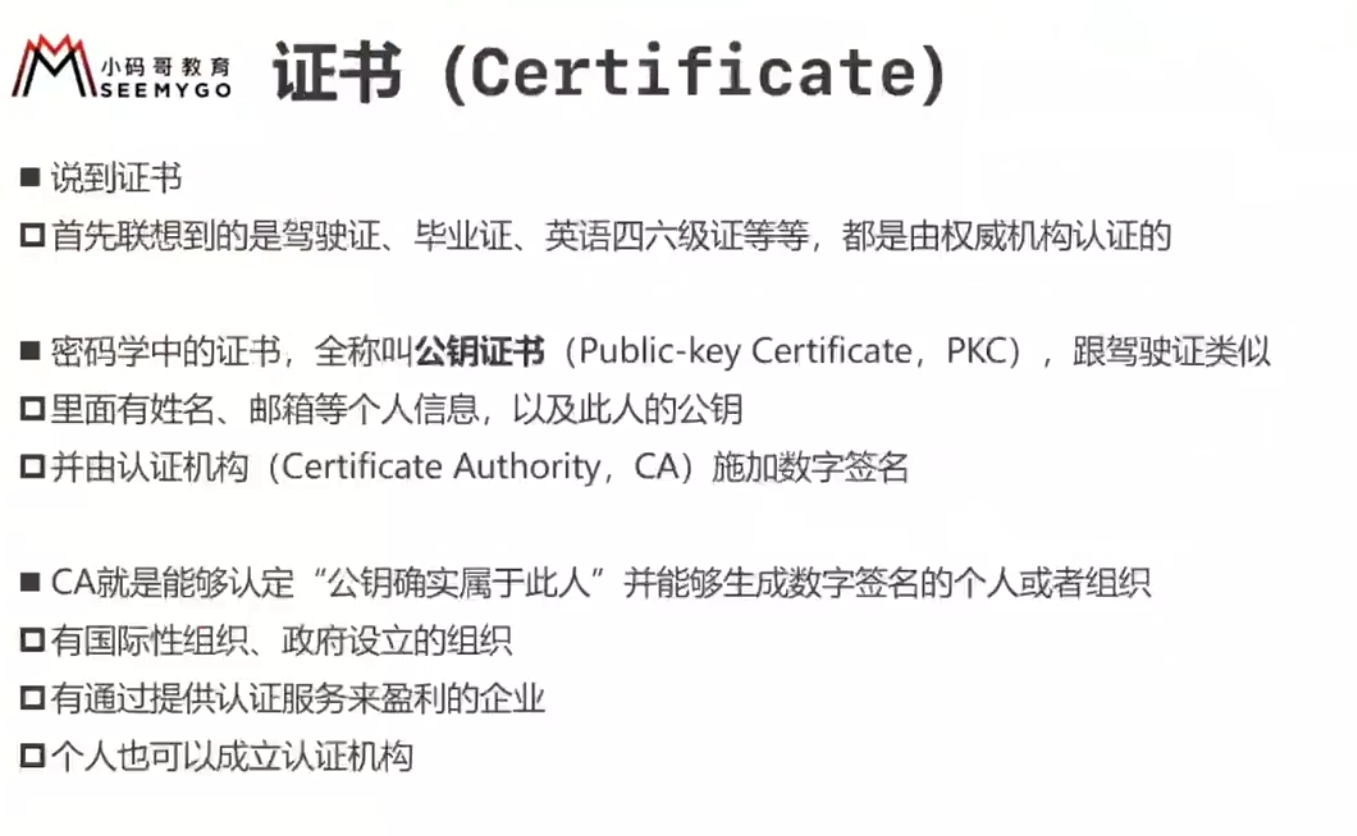 小码哥教育
SEEMYGO
证书（Certificate）
■ 说到证书
□ 首先联想到的是驾驶证、毕业证、英语四六级证等等，都是由权威机构认证的
■ 密码学中的证书，全称叫公钥证书（Public-key Certificate，PKC），跟驾驶证类似
□ 里面有姓名、邮箱等个人信息，以及此人的公钥
□ 并由认证机构（Certificate Authority，CA）施加数字签名
■ CA就是能够认定“公钥确实属于此人”并能够生成数字签名的个人或者组织
□ 有国际性组织、政府设立的组织
□ 有通过提供认证服务来盈利的企业
□ 个人也可以成立认证机构